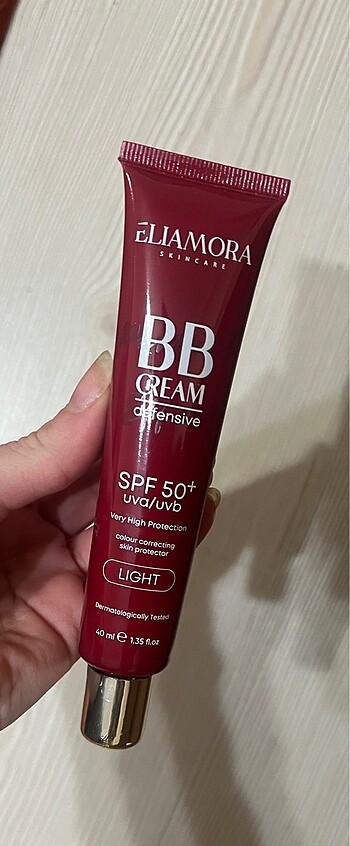 ELIAMORA
SKINCARE
BB
CREAM
defensive
SPF 50+
uva/uvb
Very High Protection
colour correcting
skin protector
LIGHT
Dermatologically Tested
40 ml ℮ 1.35 fl.oz